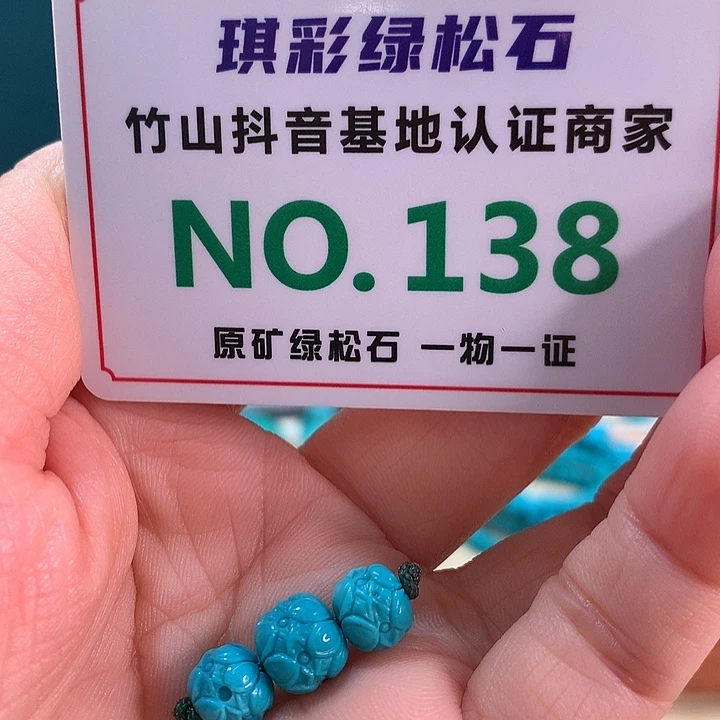 琪彩绿松石
竹山抖音基地认证商家
NO.138
原矿绿松石 一物一证